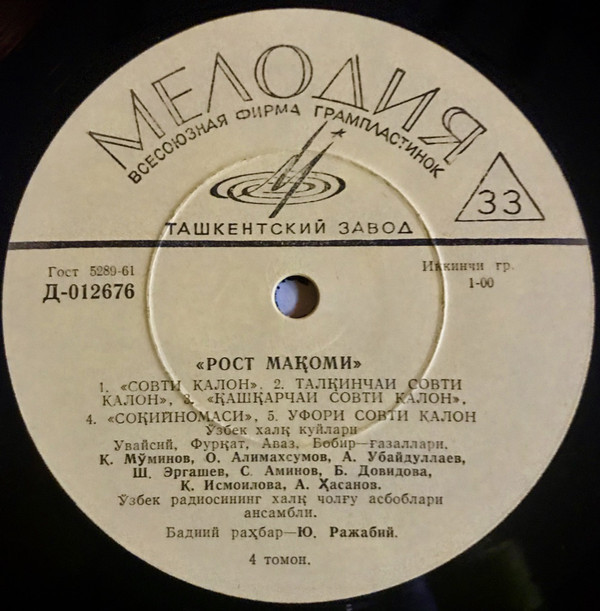 МЕЛОДИЯ
ВСЕСОЮЗНАЯ ФИРМА ГРАМПЛАСТИНОК
33
ТАШКЕНТСКИЙ ЗАВОД
Гост 5289-61
Д-012676
Иккинчи гр.
1-00
«РОСТ МАҚОМИ»
1. «СОВТИ ҚАЛОН». 2. ТАЛҚИНЧАИ СОВТИ
ҚАЛОН», 3. «ҚАШҚАРЧАИ СОВТИ ҚАЛОН»,
4. «СОҚИЙНОМАСИ», 5. УФОРИ СОВТИ ҚАЛОН
Ўзбек халқ куйлари
Увайсий, Фурқат, Аваз, Бобир—ғазаллари.
Қ. Мўминов, О. Алимахсумов, А. Убайдуллаев,
Ш. Эргашев, С. Аминов, Б. Довидова,
К. Исмоилова, А. Ҳасанов.
Ўзбек радиосининг халқ чолғу асбоблари
ансамбли.
Бадиий раҳбар—Ю. Ражабий.
4 томон.